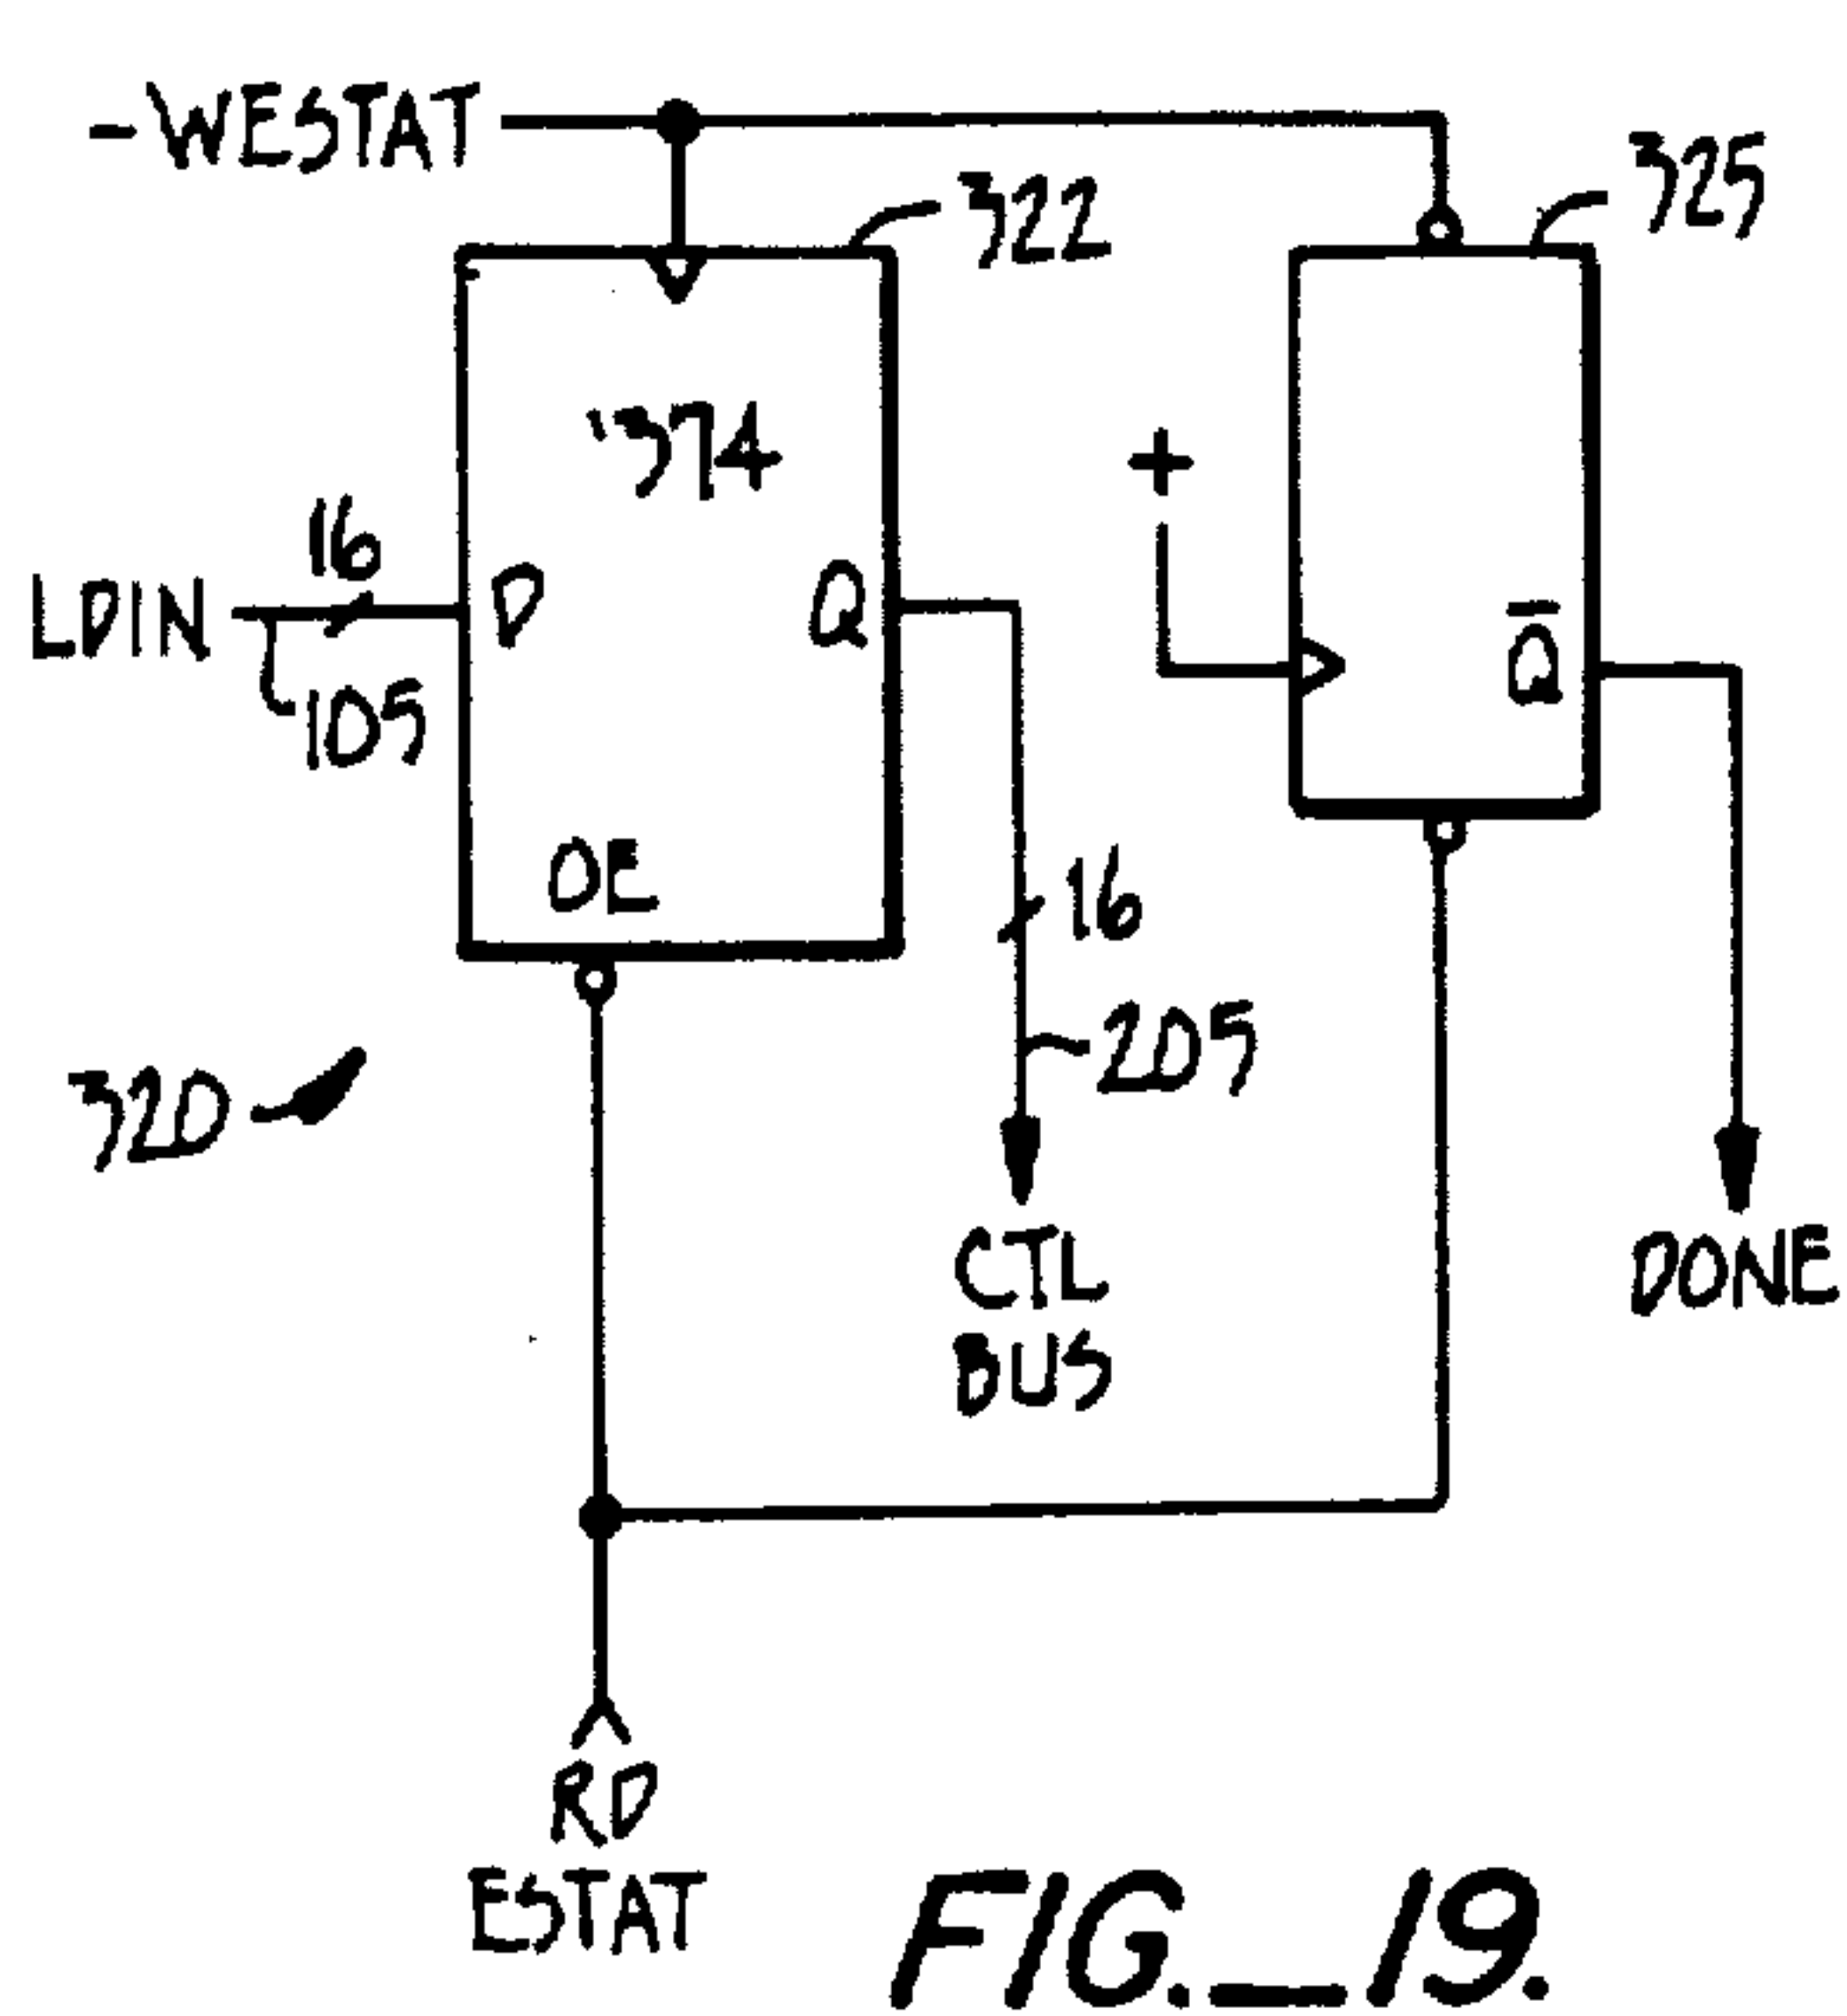 -WESTAT
322
325
'374
+
16
LDIN
D
Q
Q̅
105
OE
16
205
320
CTL
BUS
DONE
RD
ESTAT
FIG._19.